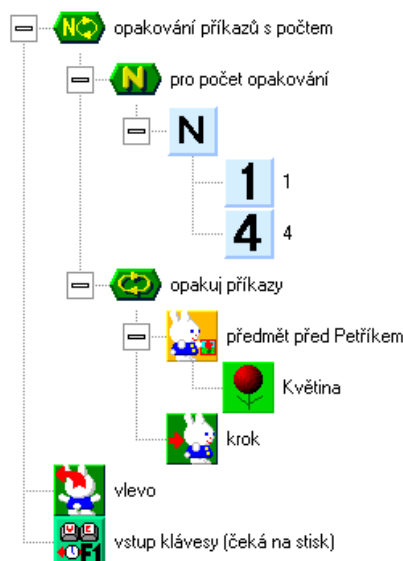 N opakování příkazů s počtem
N pro počet opakování
N
1 1
4 4
opakuj příkazy
předmět před Petříkem
Květina
krok
vlevo
F1 vstup klávesy (čeká na stisk)